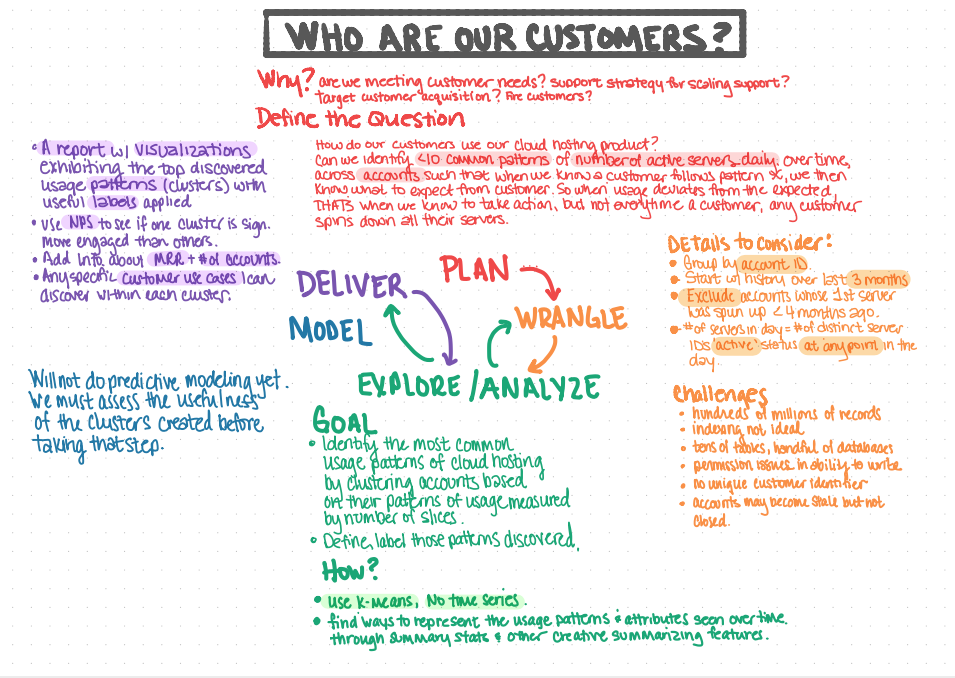 WHO ARE OUR CUSTOMERS?
Why? are we meeting customer needs? support strategy for scaling support?
Target customer acquisition? Fire customers?
Define the Question
How do our customers use our cloud hosting product?
Can we identify <10 common patterns of number of active servers daily, overtime,
across accounts such that when we know a customer follows pattern x, we then
know what to expect from customer. So when usage deviates from the expected,
THATS when we know to take action, but not everytime a customer, any customer
spins down all their servers.
• A report w/ visualizations
exhibiting the top discovered
usage patterns (clusters) with
useful labels applied
• use NPS to see if one cluster is sign.
more engaged than others.
• Add info about MRR + # of accounts.
• Any specific customer use cases I can
discover within each cluster.
DELIVER
PLAN
MODEL
WRANGLE
EXPLORE/ANALYZE
Details to consider:
• Group by account ID.
• Start w/ history over last 3 months
• Exclude accounts whose 1st server
was spun up < 4 months ago.
• # of servers in day = # of distinct server
IDs 'active' status at any point in the
day.
Will not do predictive modeling yet.
We must assess the usefulness
of the clusters created before
taking that step.
Challenges
• hundreds of millions of records
• indexing not ideal
• tens of tables, handful of databases
• permission issues in ability to write
• no unique customer identifier
• accounts may become stale but not
closed.
GOAL
• Identify the most common
usage patterns of cloud hosting
by clustering accounts based
on their patterns of usage measured
by number of slices.
• Define, label those patterns discovered.
How?
• use K-means, No time series.
• find ways to represent the usage patterns & attributes seen overtime.
through summary stats & other creative summarizing features.